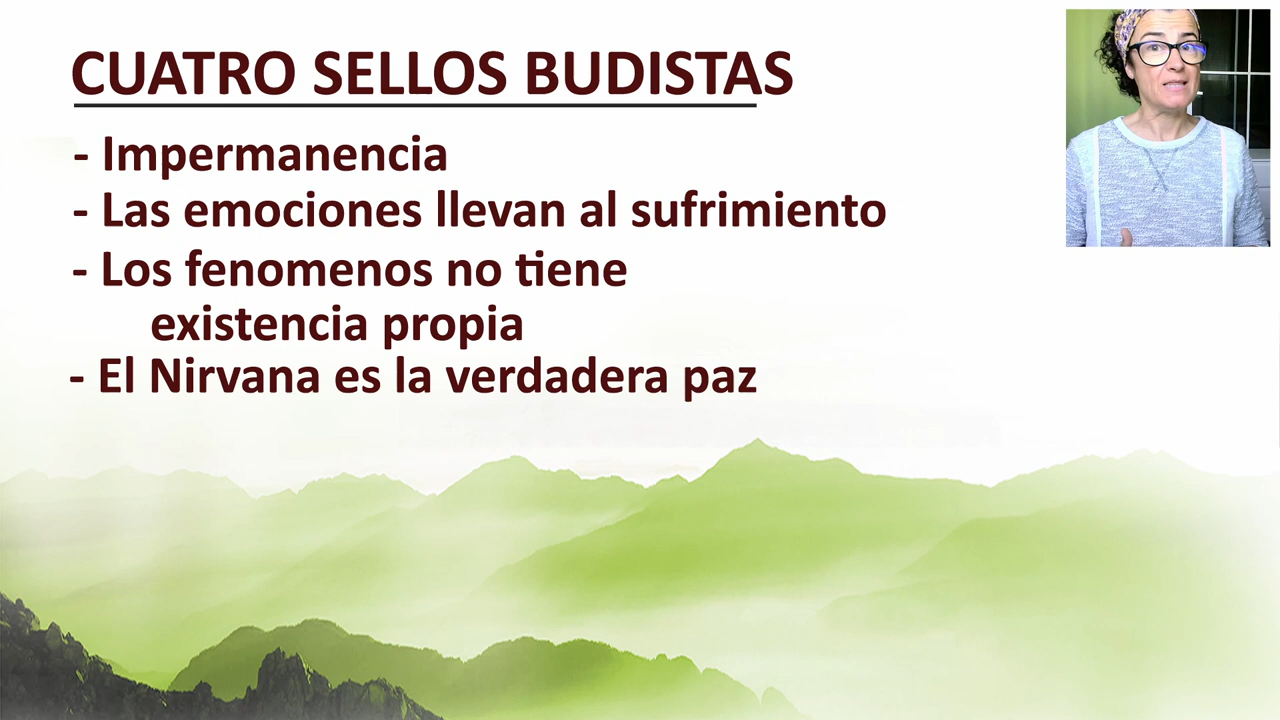 CUATRO SELLOS BUDISTAS
- Impermanencia
- Las emociones llevan al sufrimiento
- Los fenomenos no tiene
existencia propia
- El Nirvana es la verdadera paz